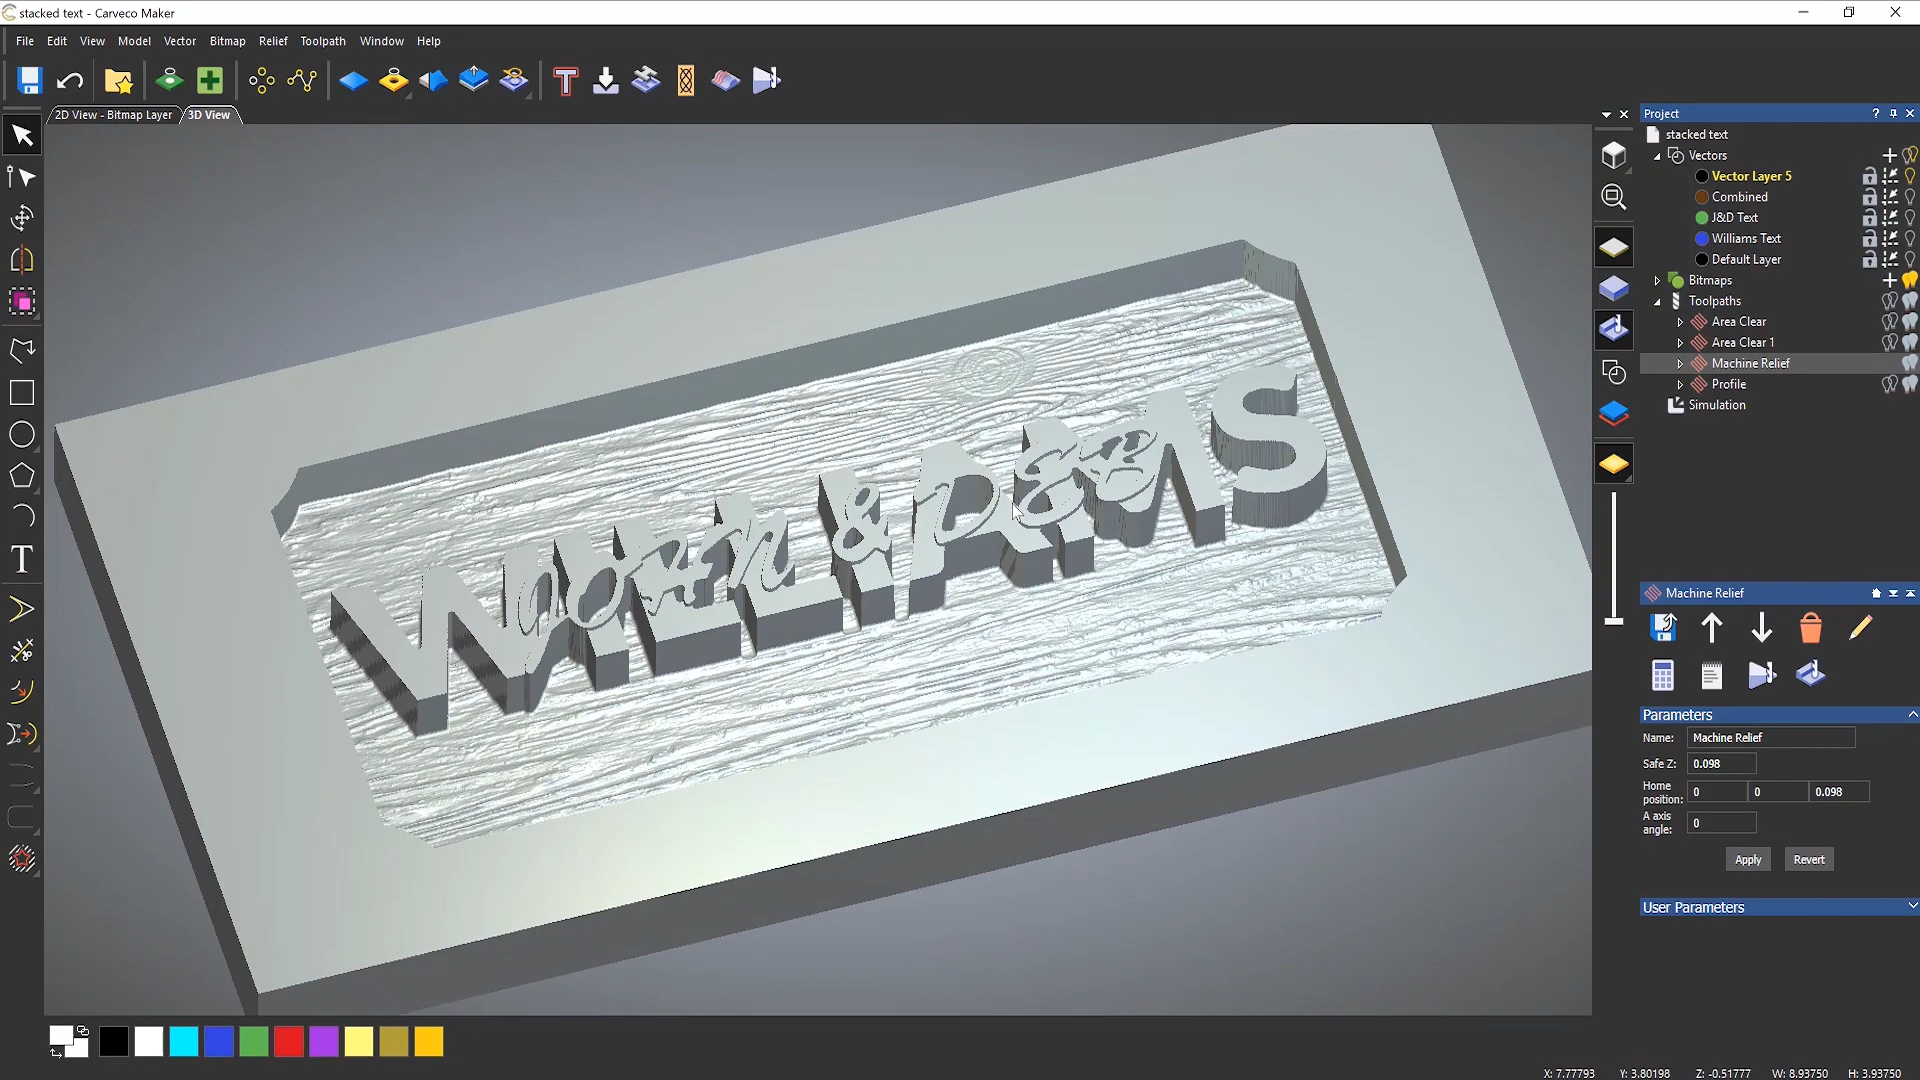 stacked text - Carveco Maker
File Edit View Model Vector Bitmap Relief Toolpath Window Help
2D View - Bitmap Layer
3D View
Project
stacked text
Vectors
Vector Layer 5
Combined
J&D Text
Williams Text
Default Layer
Bitmaps
Toolpaths
Area Clear
Area Clear 1
Machine Relief
Profile
Simulation
WILLIAMS
Machine Relief
Parameters
Name: Machine Relief
Safe Z: 0.098
Home position: 0 0 0.098
A axis angle: 0
Apply Revert
User Parameters
X: 7.77793 Y: 3.80198 Z: -0.51777 W: 8.93750 H: 3.93750